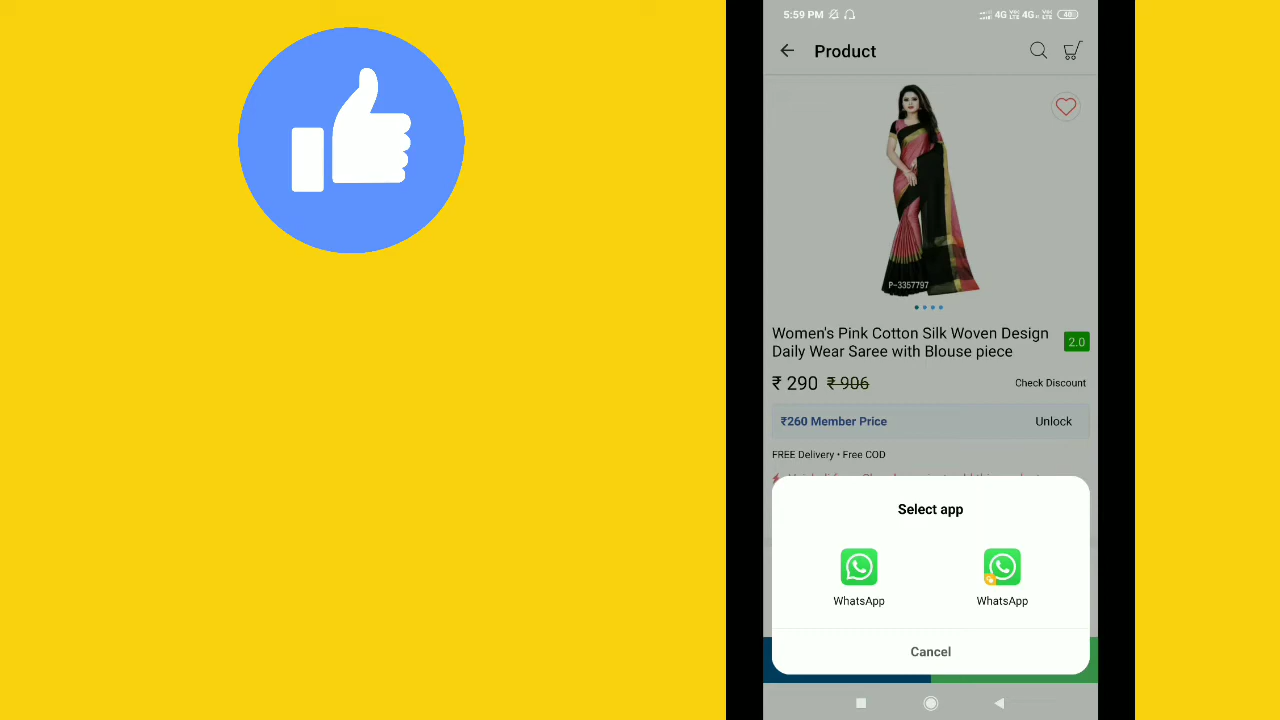 5:59 PM 4G 4G 40
Product
P-3357797
Women's Pink Cotton Silk Woven Design
Daily Wear Saree with Blouse piece
2.0
₹ 290 ₹ 906 Check Discount
₹260 Member Price Unlock
FREE Delivery • Free COD
Select app
WhatsApp WhatsApp
Cancel